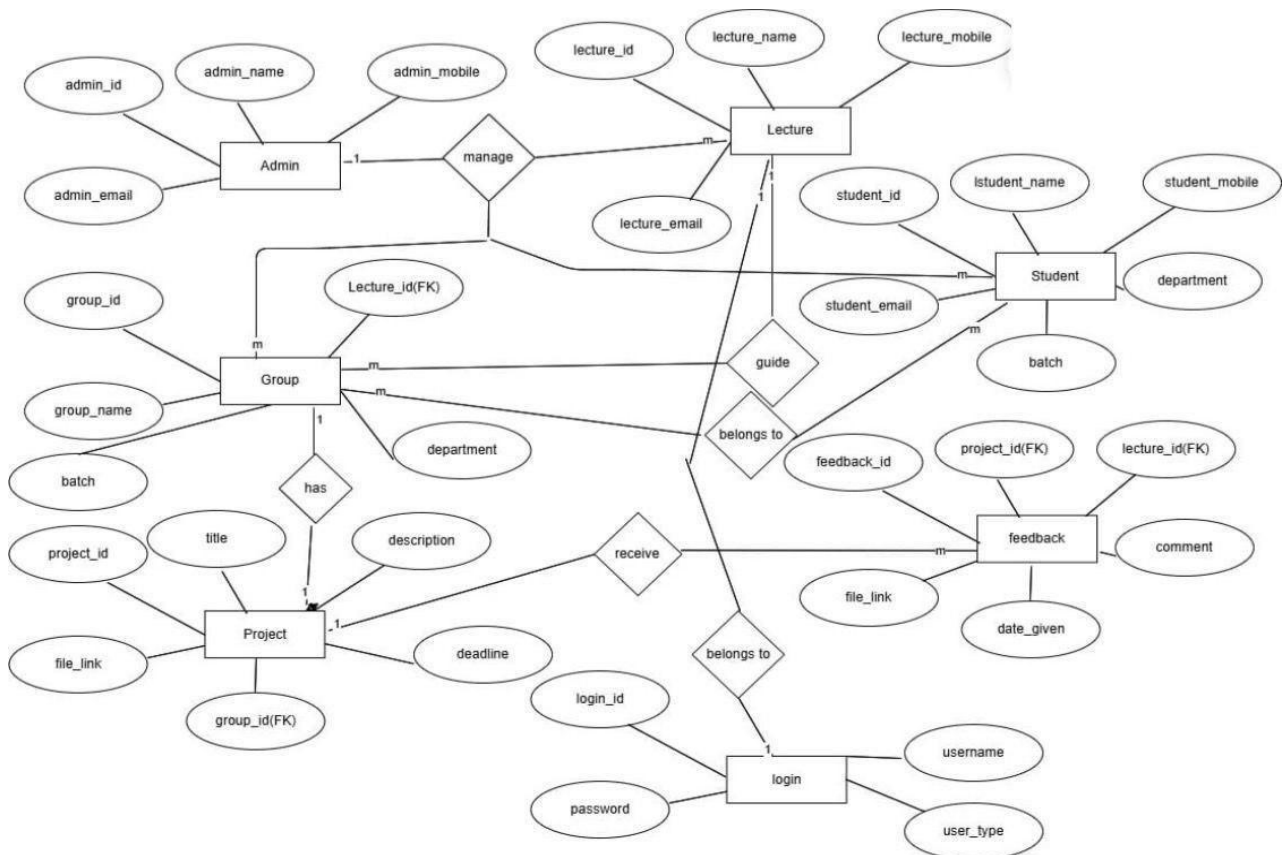 lecture_name
lecture_mobile
lecture_id
admin_name
admin_mobile
admin_id
Lecture
manage
Admin
1
m
1
1
admin_email
lecture_email
student_id
lstudent_name
student_mobile
Lecture_id(FK)
group_id
m
Student
department
student_email
m
m
m
guide
batch
Group
m
group_name
1
belongs to
department
project_id(FK)
lecture_id(FK)
feedback_id
batch
has
title
description
project_id
receive
m
feedback
comment
file_link
1
1
Project
date_given
deadline
belongs to
file_link
login_id
group_id(FK)
1
username
login
password
user_type